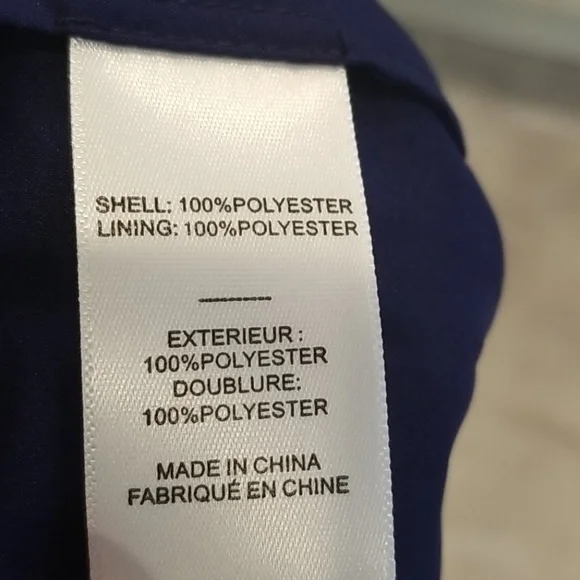 SHELL: 100%POLYESTER
LINING: 100%POLYESTER
EXTERIEUR :
100%POLYESTER
DOUBLURE:
100%POLYESTER
MADE IN CHINA
FABRIQUÉ EN CHINE